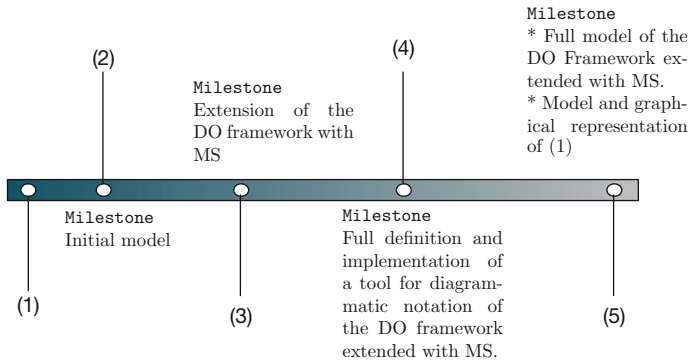 (1)
(2)
Milestone
Initial model
Milestone
Extension of the
DO framework with
MS
(3)
(4)
Milestone
Full definition and
implementation of
a tool for diagram-
matic notation of
the DO framework
extended with MS.
Milestone
* Full model of the
DO Framework ex-
tended with MS.
* Model and graph-
ical representation
of (1)
(5)